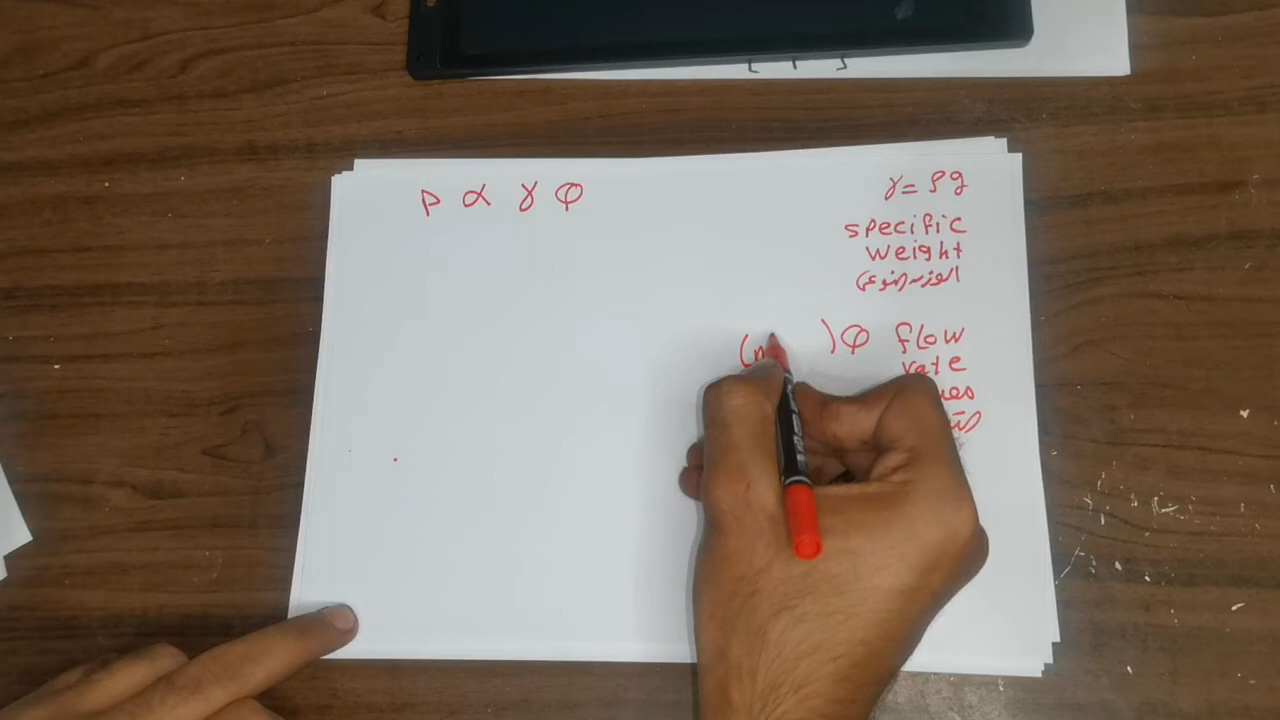 P α γ Q
γ = ρg
specific
weight
الوزن النوعي
(m ) Q flow
rate